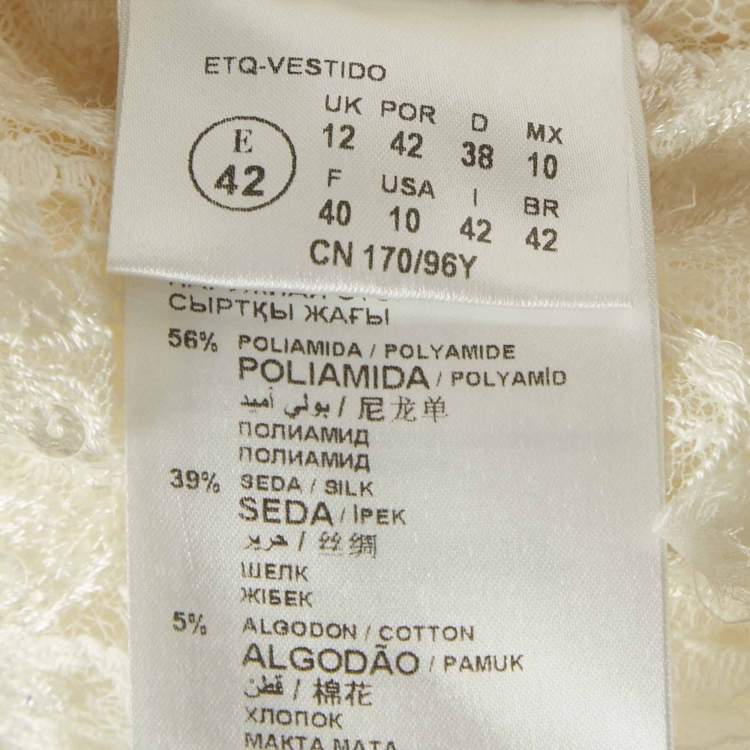 ETQ-VESTIDO
E 42
UK POR D MX
12 42 38 10
F USA I BR
40 10 42 42
CN 170/96Y
СЫРТҚЫ ЖАҒЫ
56% POLIAMIDA / POLYAMIDE
POLIAMIDA / POLYAMİD
بولي أميد / 尼龙单
ПОЛИАМИД
ПОЛИАМИД
39% SEDA / SILK
SEDA / İPEK
حرير / 丝绸
ШЕЛК
ЖІБЕК
5% ALGODON / COTTON
ALGODÃO / PAMUK
قطن / 棉花
ХЛОПОК
МАКТА МАТА